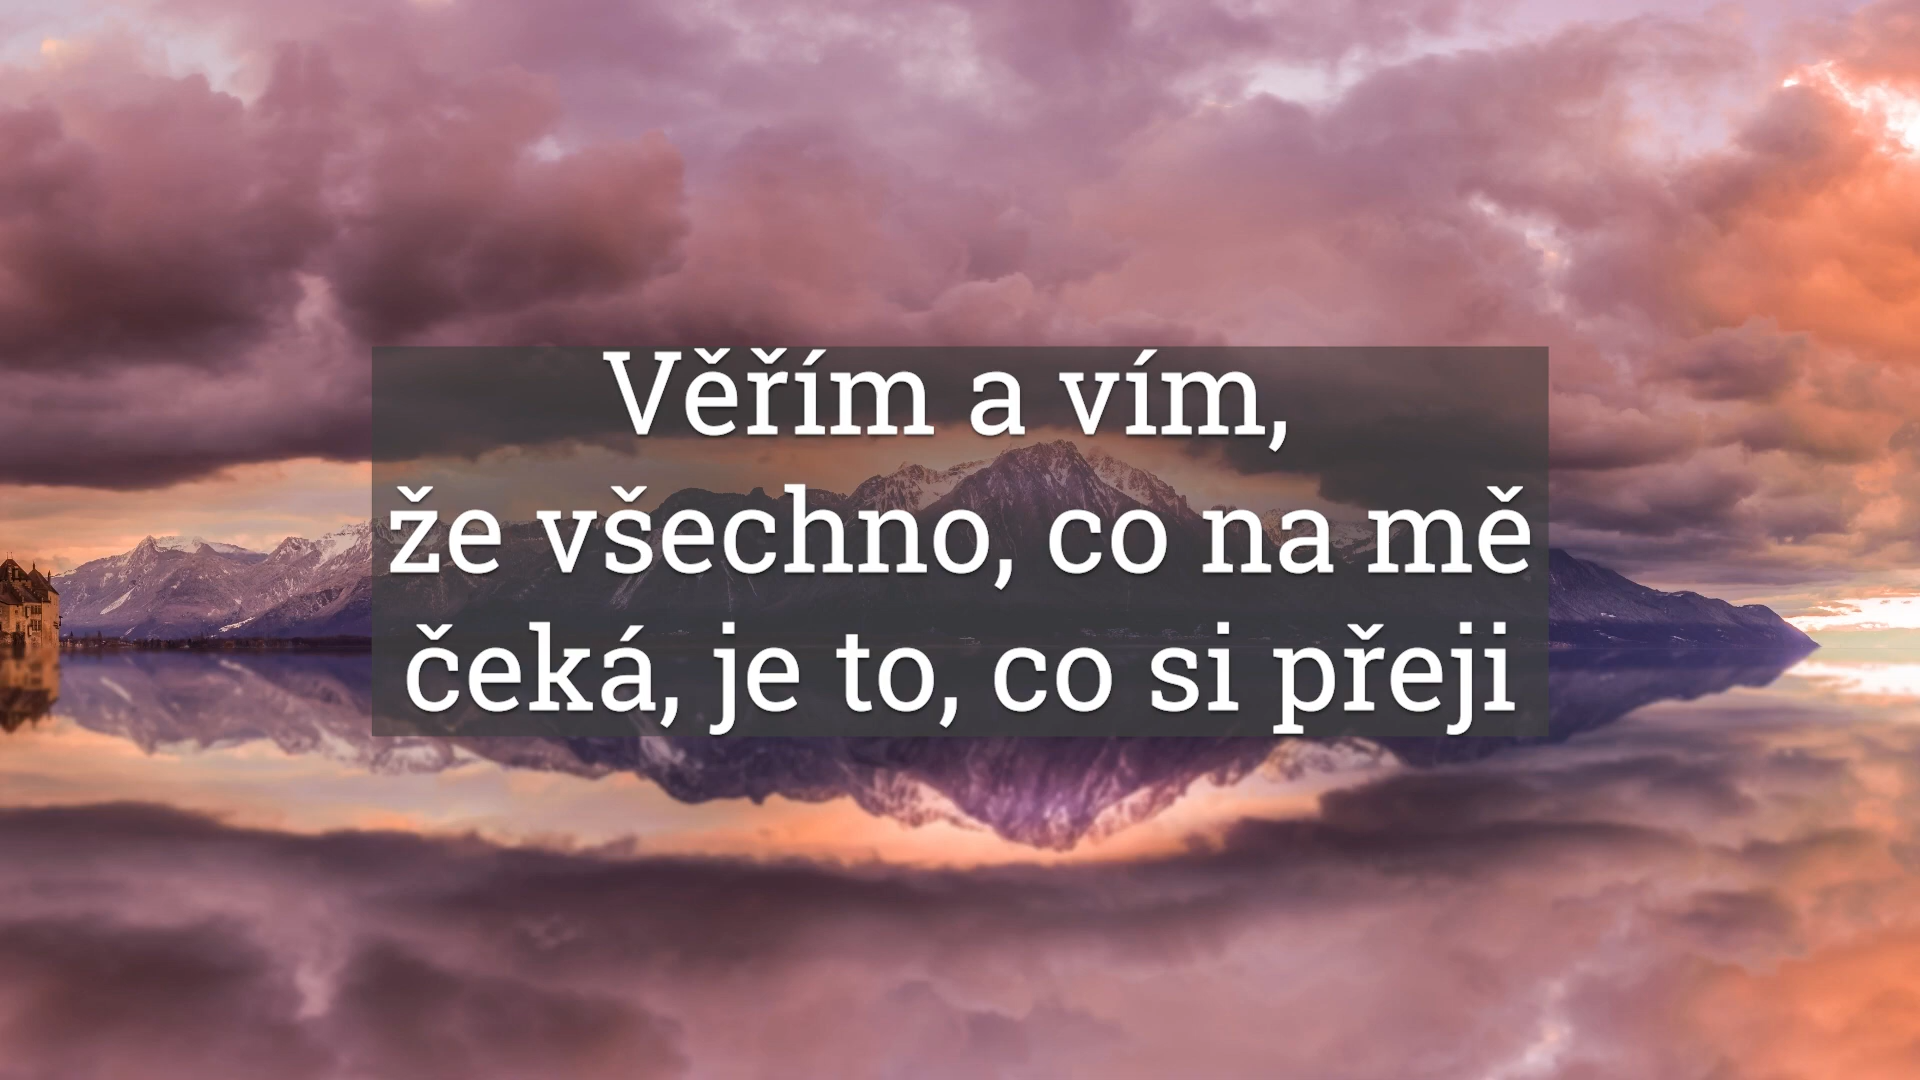 Věřím a vím,
že všechno, co na mě
čeká, je to, co si přeji